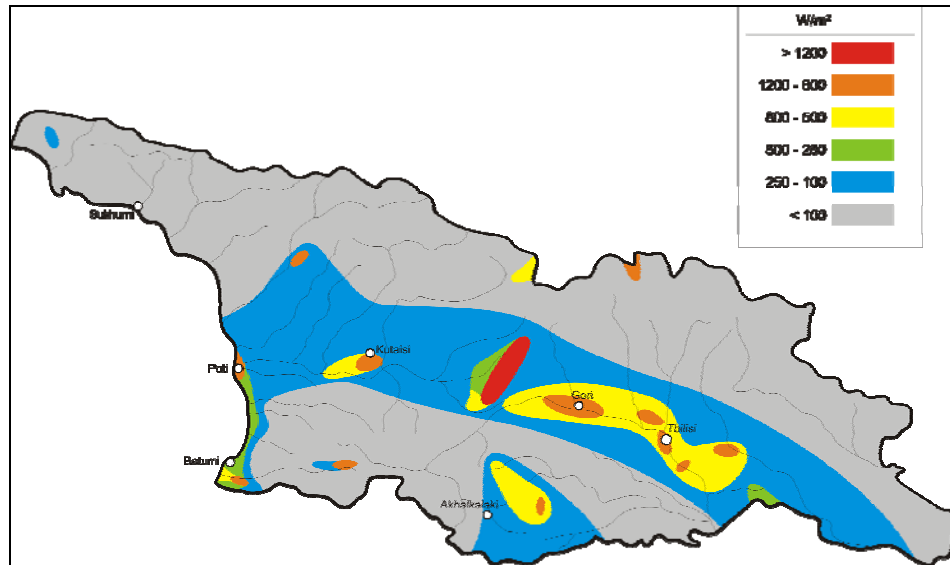 W/m²
> 1200
1200 - 800
800 - 500
500 - 250
250 - 100
< 100
Sukhumi
Kutaisi
Poti
Gori
Tbilisi
Batumi
Akhalkalaki